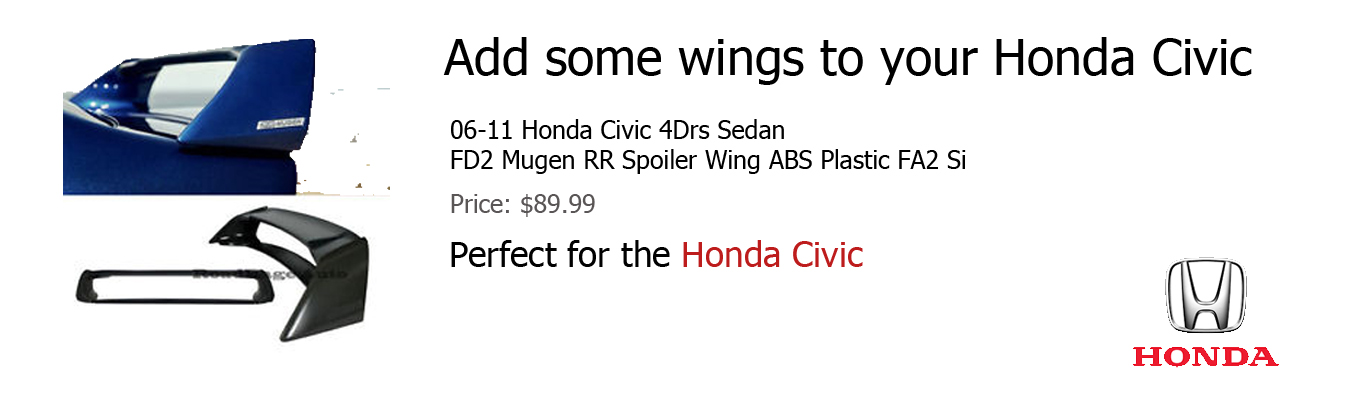 Add some wings to your Honda Civic
06-11 Honda Civic 4Drs Sedan
FD2 Mugen RR Spoiler Wing ABS Plastic FA2 Si
Price: $89.99
Perfect for the Honda Civic
HONDA